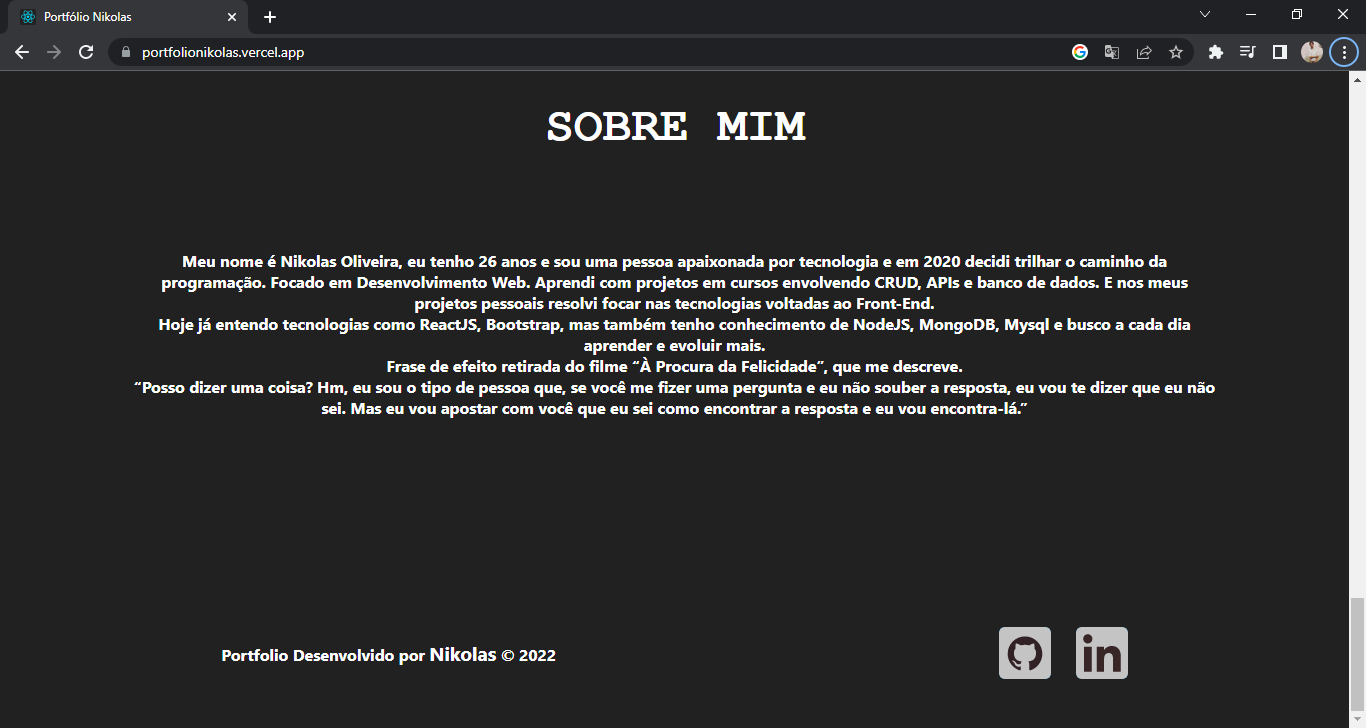 Portfólio Nikolas
portfolionikolas.vercel.app
SOBRE MIM
Meu nome é Nikolas Oliveira, eu tenho 26 anos e sou uma pessoa apaixonada por tecnologia e em 2020 decidi trilhar o caminho da
programação. Focado em Desenvolvimento Web. Aprendi com projetos em cursos envolvendo CRUD, APIs e banco de dados. E nos meus
projetos pessoais resolvi focar nas tecnologias voltadas ao Front-End.
Hoje já entendo tecnologias como ReactJS, Bootstrap, mas também tenho conhecimento de NodeJS, MongoDB, Mysql e busco a cada dia
aprender e evoluir mais.
Frase de efeito retirada do filme “À Procura da Felicidade”, que me descreve.
“Posso dizer uma coisa? Hm, eu sou o tipo de pessoa que, se você me fizer uma pergunta e eu não souber a resposta, eu vou te dizer que eu não
sei. Mas eu vou apostar com você que eu sei como encontrar a resposta e eu vou encontra-lá.”
Portfolio Desenvolvido por Nikolas © 2022
in